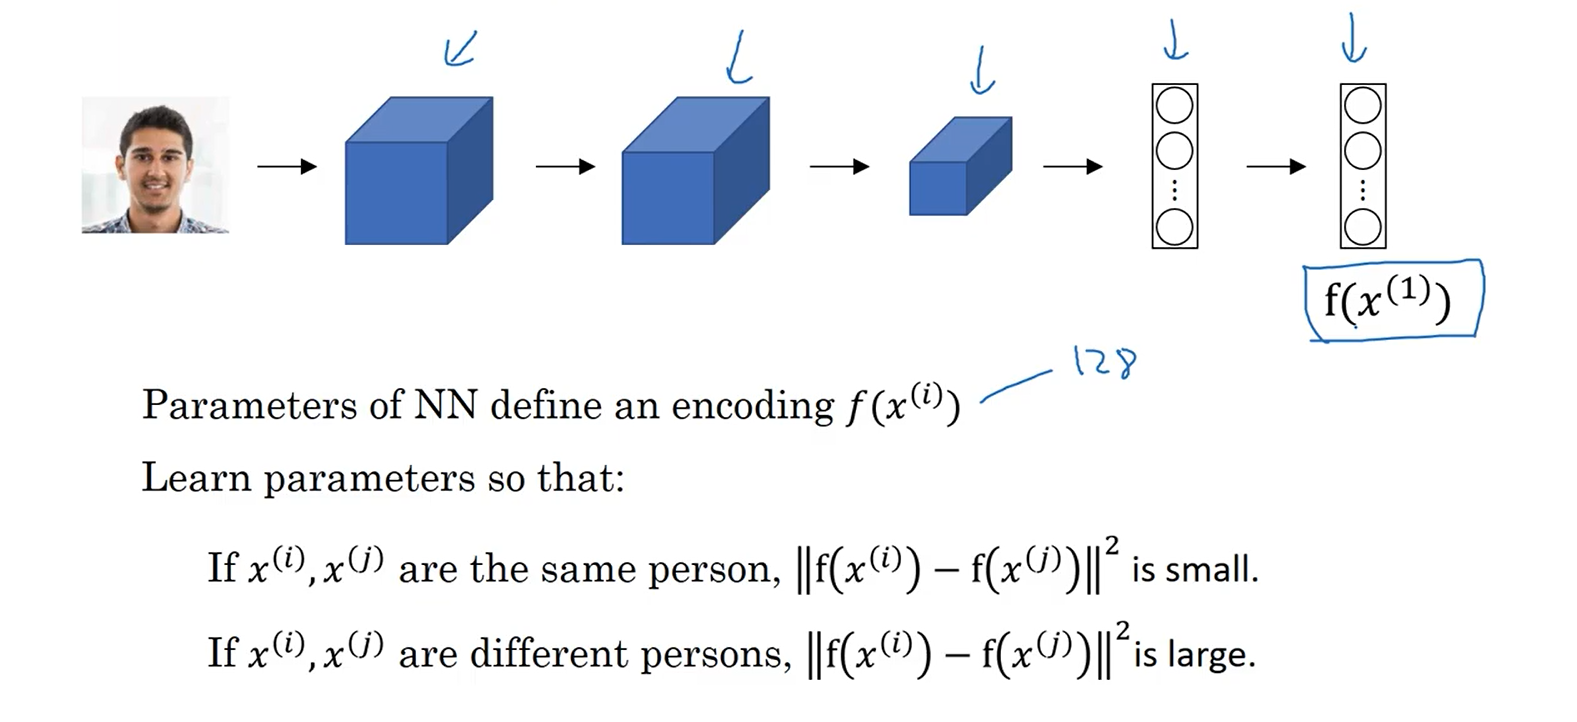 f(x^(1))
128
Parameters of NN define an encoding f(x^(i))
Learn parameters so that:
If x^(i), x^(j) are the same person, ‖f(x^(i)) − f(x^(j))‖² is small.
If x^(i), x^(j) are different persons, ‖f(x^(i)) − f(x^(j))‖² is large.